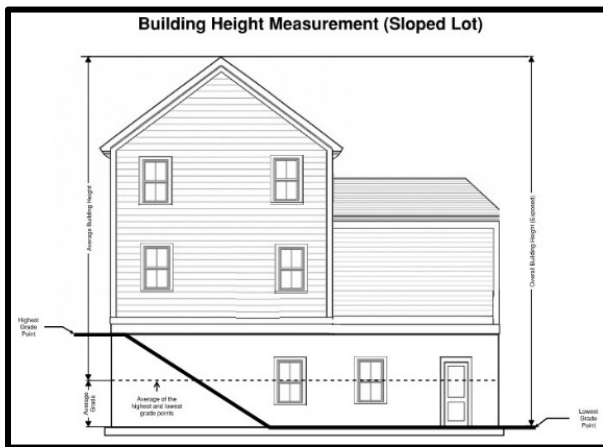 Building Height Measurement (Sloped Lot)
Average Building Height
Overall Building Height (Exposed)
Highest
Grade
Point
Average
Grade
Average of the
highest and lowest
grade points
Lowest
Grade
Point